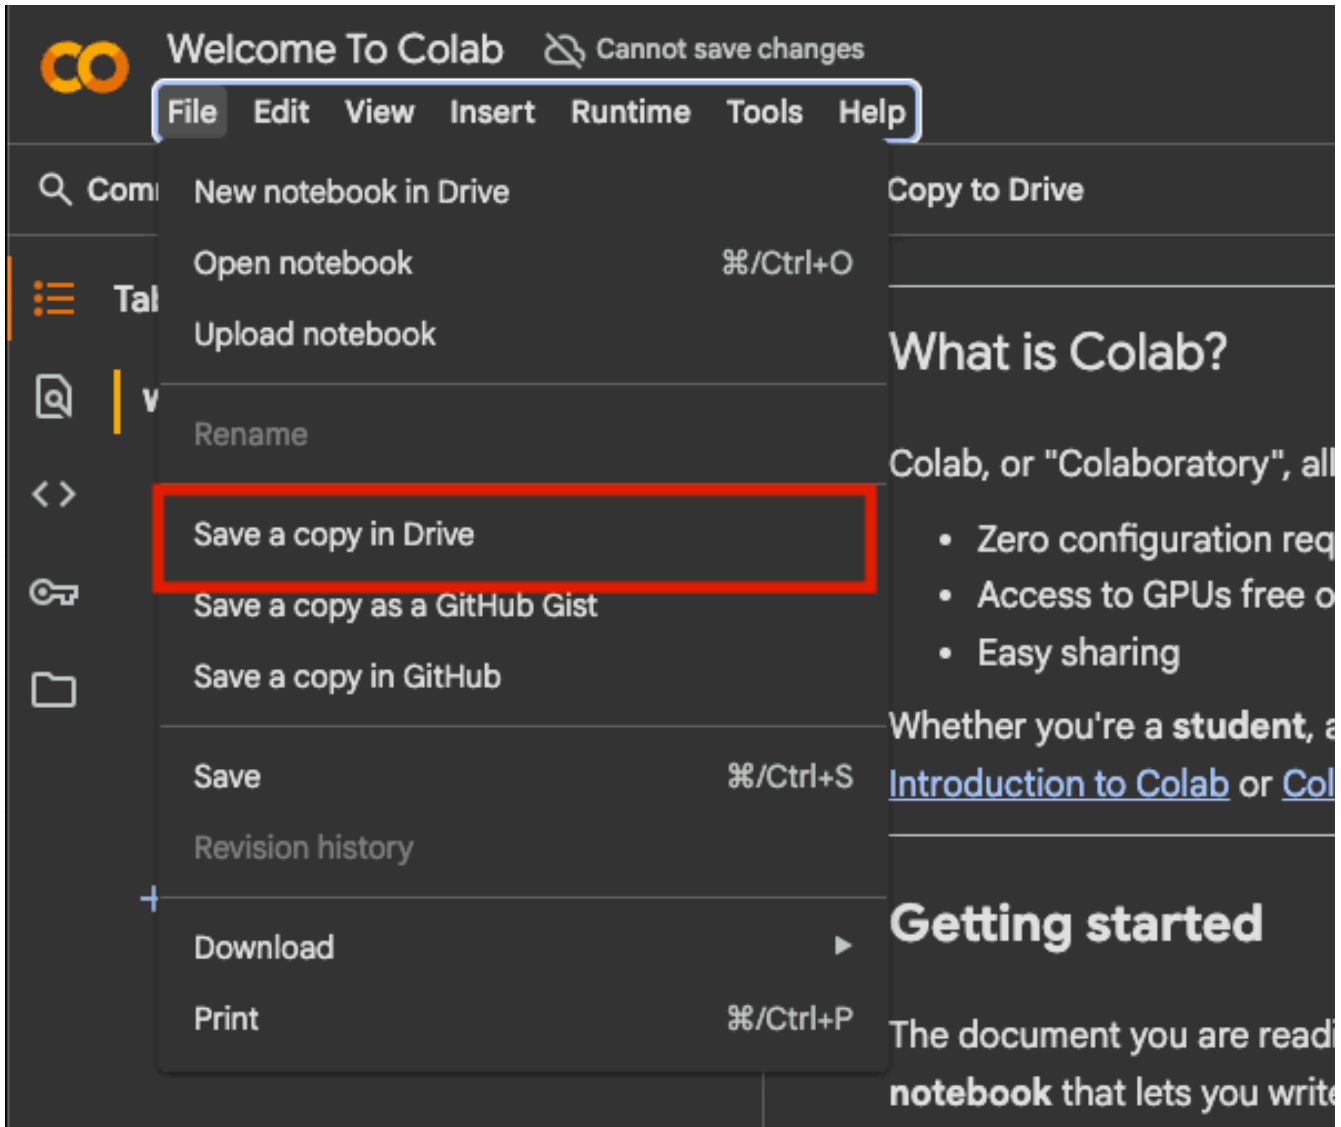 Welcome To Colab Cannot save changes
File Edit View Insert Runtime Tools Help
Copy to Drive
New notebook in Drive
Open notebook ⌘/Ctrl+O
Upload notebook
Rename
Save a copy in Drive
Save a copy as a GitHub Gist
Save a copy in GitHub
Save ⌘/Ctrl+S
Revision history
Download
Print ⌘/Ctrl+P
What is Colab?
Colab, or "Colaboratory", all
• Zero configuration req
• Access to GPUs free o
• Easy sharing
Whether you're a student, a
Introduction to Colab or Col
Getting started
The document you are readi
notebook that lets you write